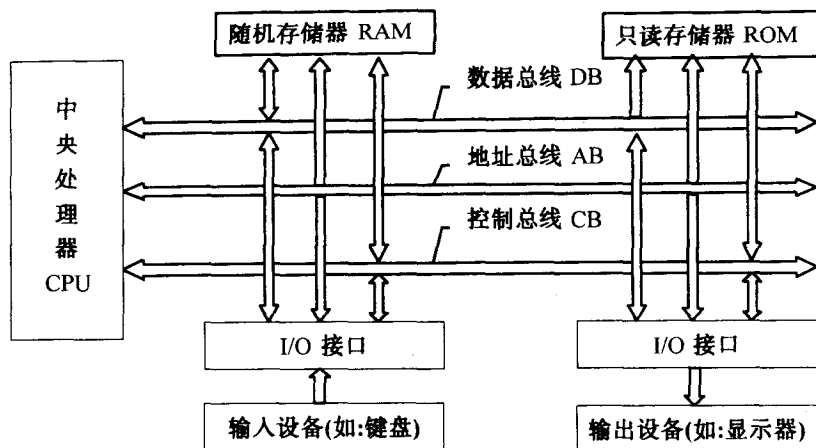 随机存储器 RAM
只读存储器 ROM
数据总线 DB
中
央
处
理
器
CPU
地址总线 AB
控制总线 CB
I/O 接口
I/O 接口
输入设备(如:键盘)
输出设备(如:显示器)